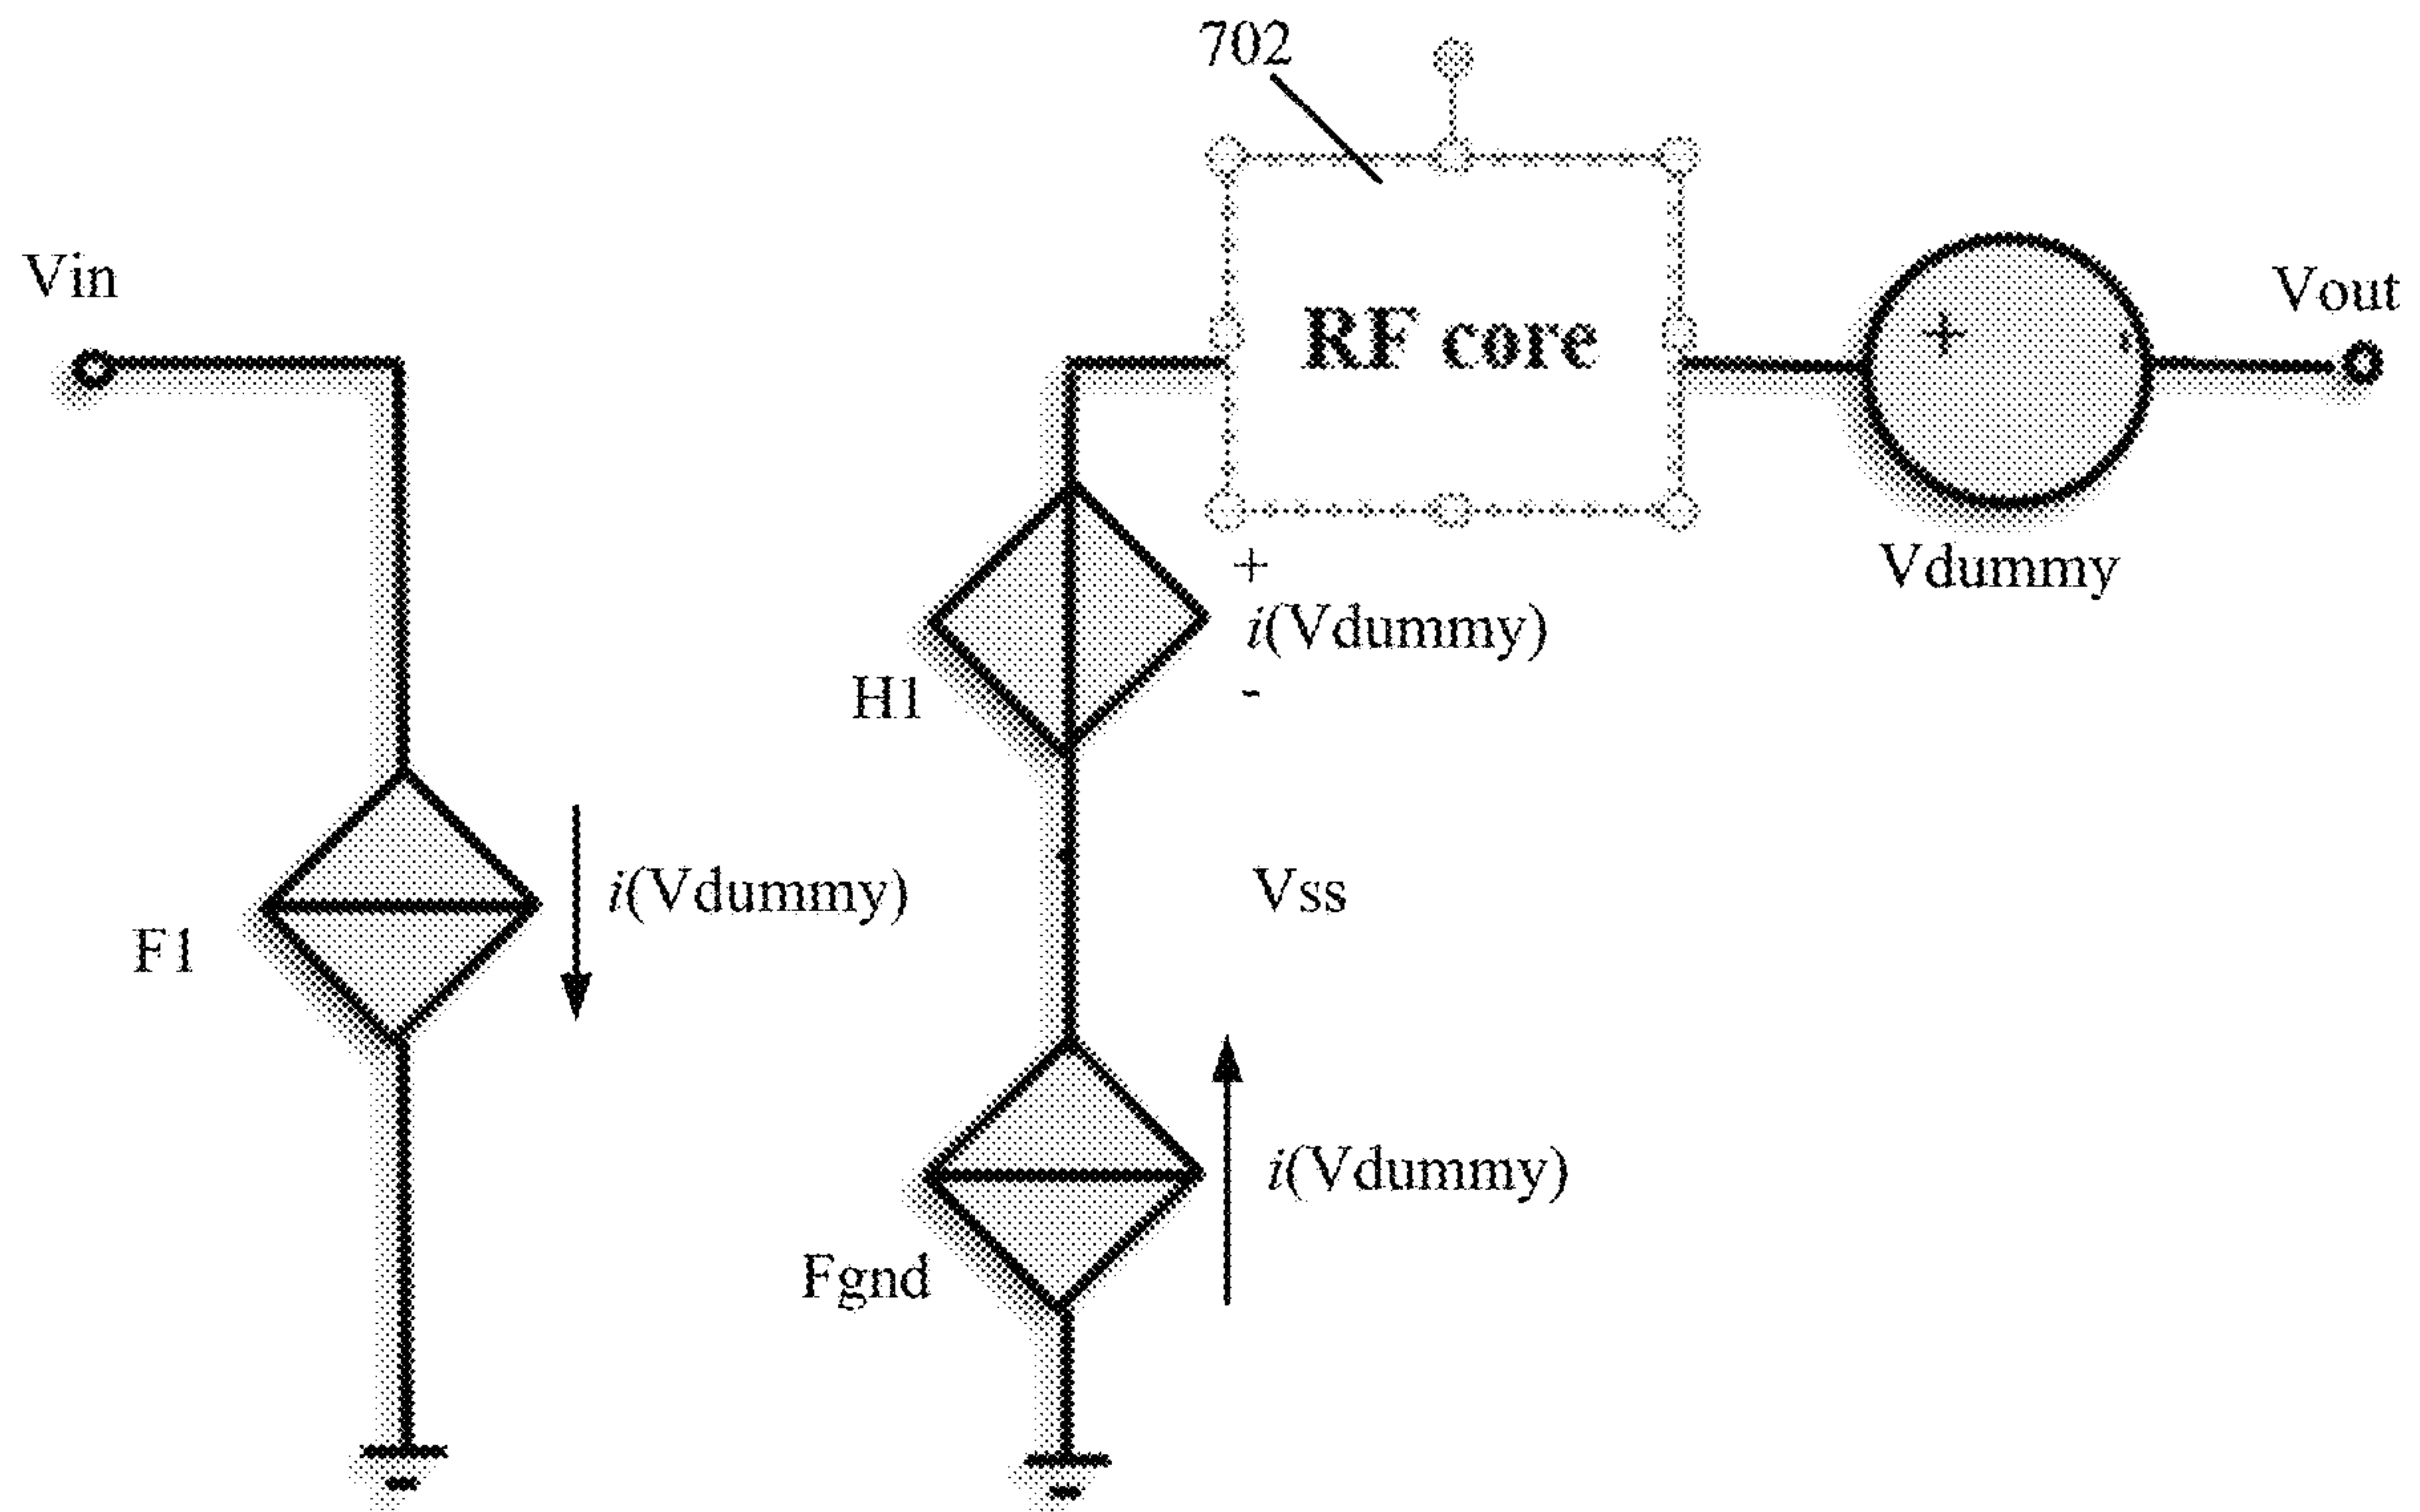 702
Vin
Vout
RF core
+
-
Vdummy
+
i(Vdummy)
-
H1
F1
i(Vdummy)
Vss
i(Vdummy)
Fgnd